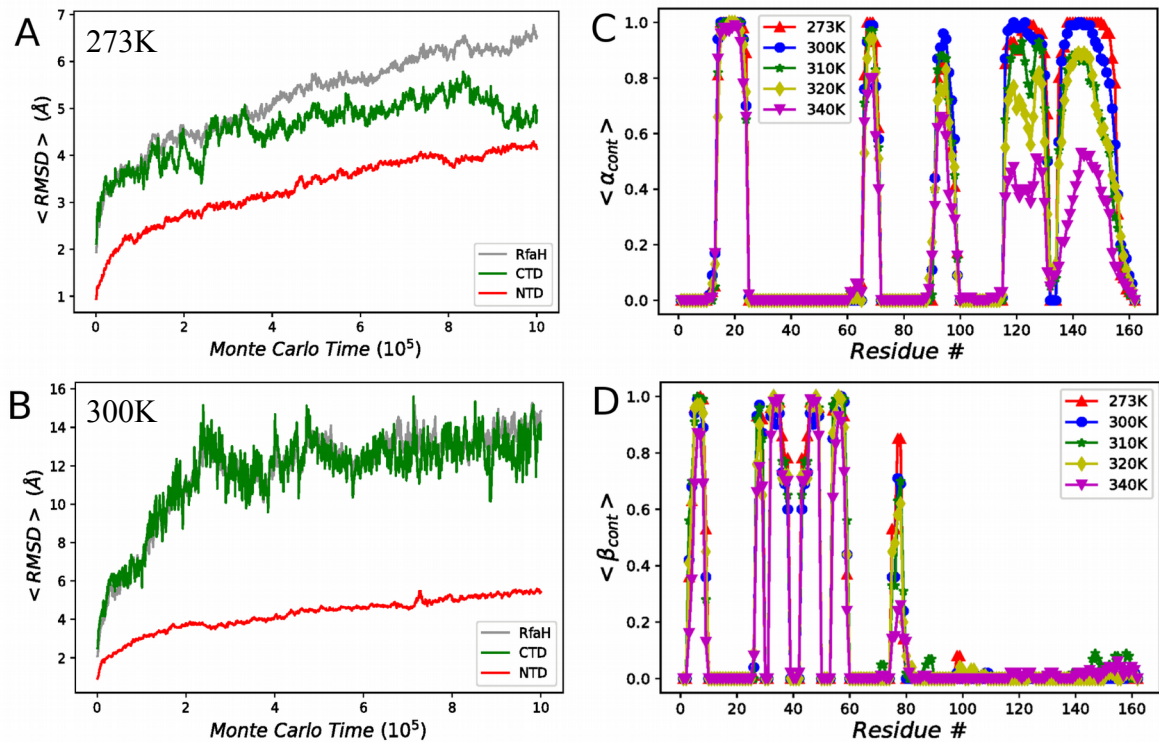 A
273K
7
6
5
4
3
2
1
< RMSD > (Å)
0 2 4 6 8 10
Monte Carlo Time (10⁵)
RfaH
CTD
NTD
B
300K
16
14
12
10
8
6
4
2
< RMSD > (Å)
0 2 4 6 8 10
Monte Carlo Time (10⁵)
RfaH
CTD
NTD
C
1.0
0.8
0.6
0.4
0.2
0.0
< α_cont >
0 20 40 60 80 100 120 140 160
Residue #
273K
300K
310K
320K
340K
D
1.0
0.8
0.6
0.4
0.2
0.0
< β_cont >
0 20 40 60 80 100 120 140 160
Residue #
273K
300K
310K
320K
340K